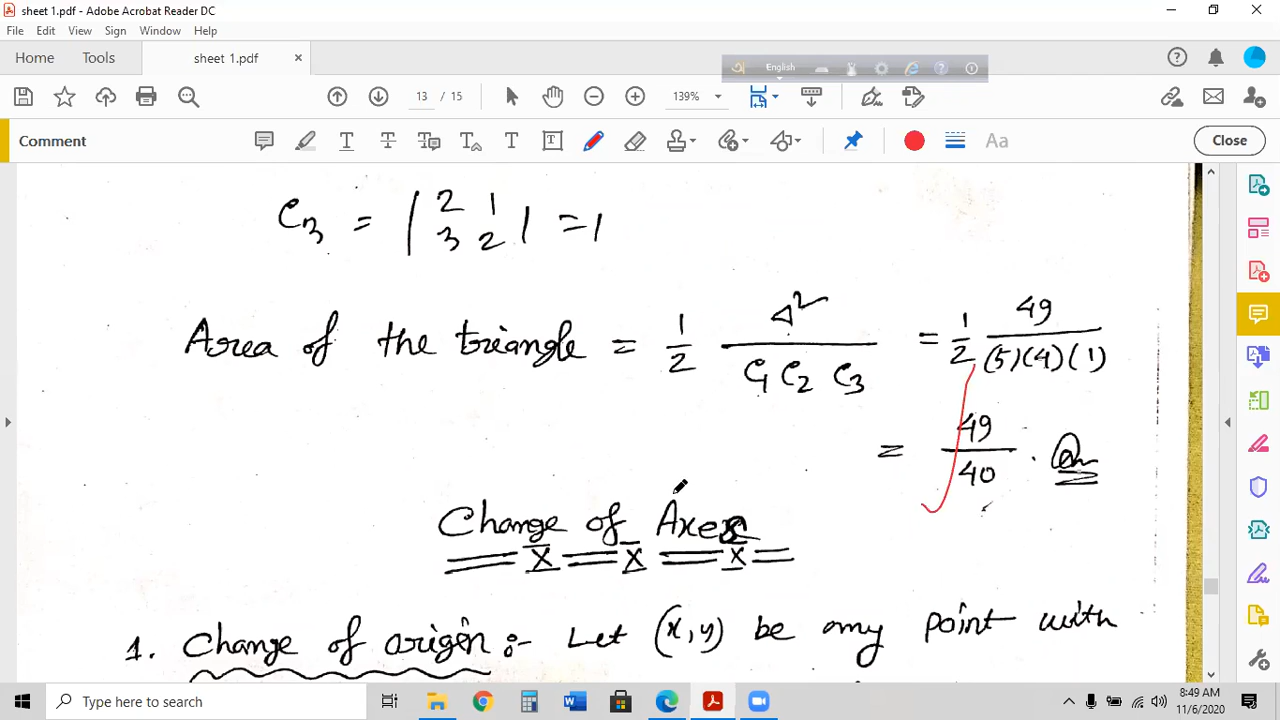 sheet 1.pdf - Adobe Acrobat Reader DC
File Edit View Sign Window Help
Home Tools sheet 1.pdf ×
English
13 / 15 139%
Comment Aa Close
C3 = | 2 1 | = 1
3 2
Area of the triangle = 1/2 Δ²/(C1 C2 C3) = 1/2 49/((5)(4)(1))
= 49/40 . Ans
Change of Axes
== X == X == X ==
1. Change of origin :- Let (x, y) be any point with
Type here to search
8:49 AM
11/6/2020